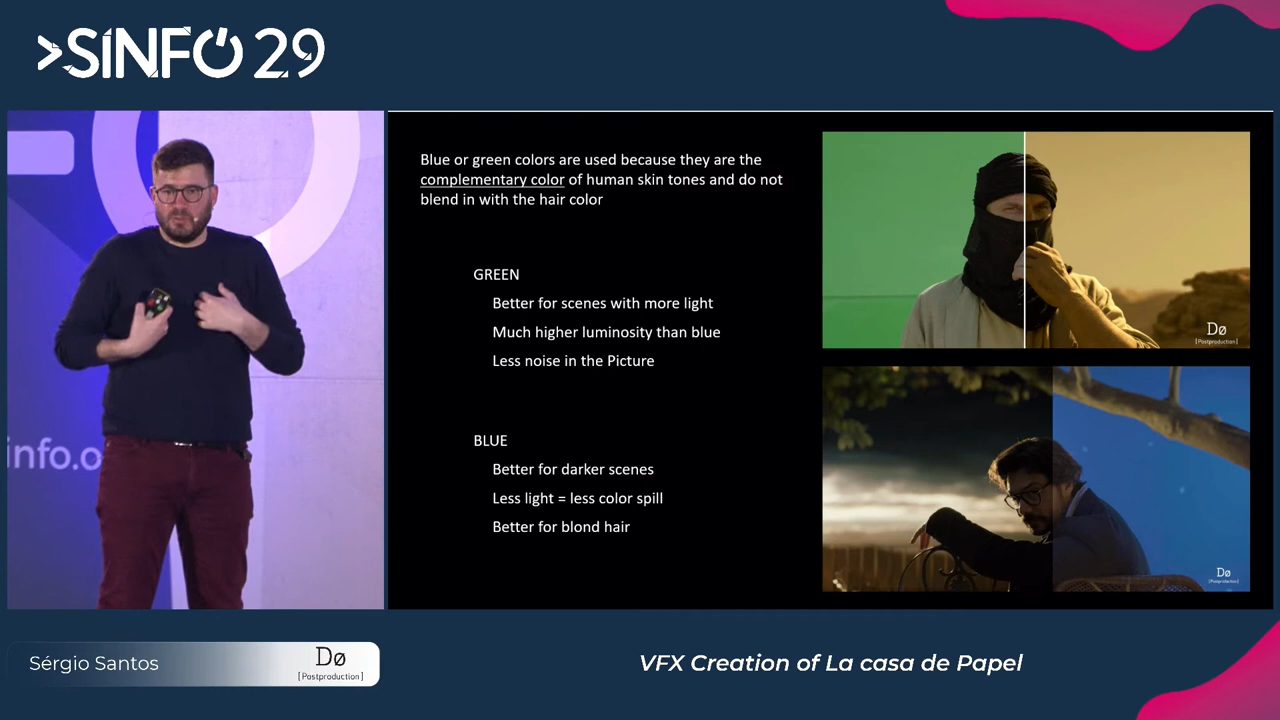 >SINFO 29
Blue or green colors are used because they are the
complementary color of human skin tones and do not
blend in with the hair color
GREEN
Better for scenes with more light
Much higher luminosity than blue
Less noise in the Picture
BLUE
Better for darker scenes
Less light = less color spill
Better for blond hair
Dø
[Postproduction]
Dø
[Postproduction]
info.o
Sérgio Santos
Dø
[Postproduction]
VFX Creation of La casa de Papel